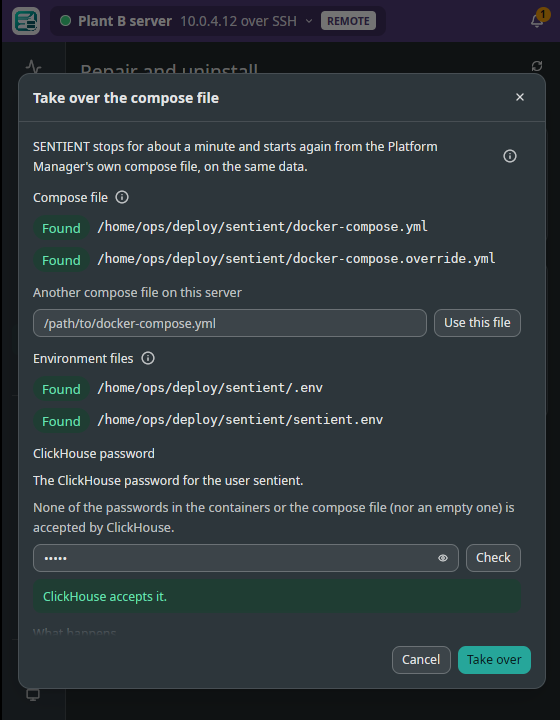 Plant B server 10.0.4.12 over SSH REMOTE
1
Repair and uninstall
Take over the compose file
SENTIENT stops for about a minute and starts again from the Platform
Manager's own compose file, on the same data.
Compose file
Found /home/ops/deploy/sentient/docker-compose.yml
Found /home/ops/deploy/sentient/docker-compose.override.yml
Another compose file on this server
/path/to/docker-compose.yml Use this file
Environment files
Found /home/ops/deploy/sentient/.env
Found /home/ops/deploy/sentient/sentient.env
ClickHouse password
The ClickHouse password for the user sentient.
None of the passwords in the containers or the compose file (nor an empty one) is
accepted by ClickHouse.
••••• Check
ClickHouse accepts it.
What happens
Cancel Take over